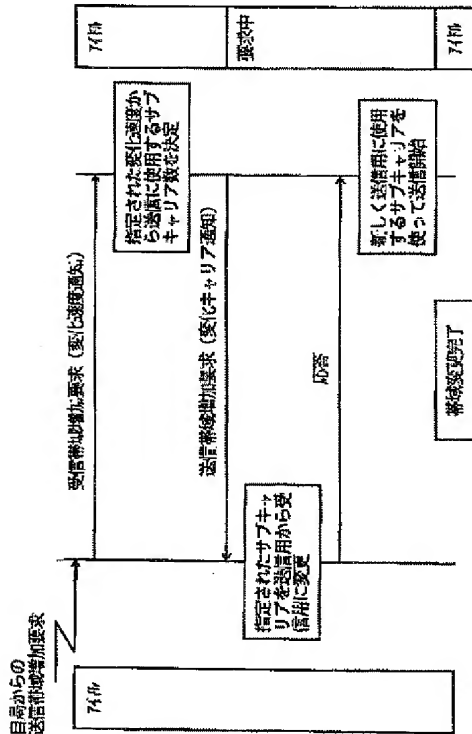 自局からの
送信帯域増加要求
アイドル
受信帯域増加要求(変化速度通知)
指定された変化速度か
ら送信に使用するサブ
キャリア数を決定
アイドル
送信帯域増加要求(変化キャリア通知)
指定されたサブキャ
リアを送信用から受
信用に変更
要求中
応答
新しく送信用に使用
するサブキャリアを
使って送信開始
帯域変更完了
アイドル